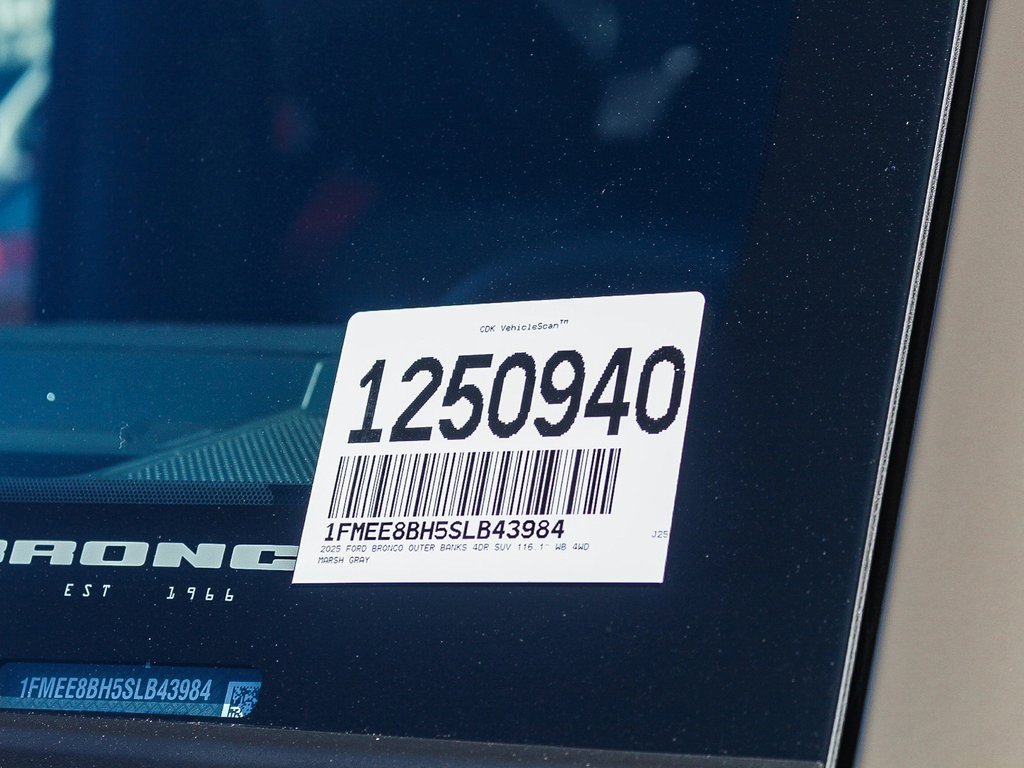 CDK VehicleScan™
1250940
1FMEE8BH5SLB43984
J25
2025 FORD BRONCO OUTER BANKS 4DR SUV 116.1" WB 4WD
MARSH GRAY
BRONC
EST 1966
1FMEE8BH5SLB43984